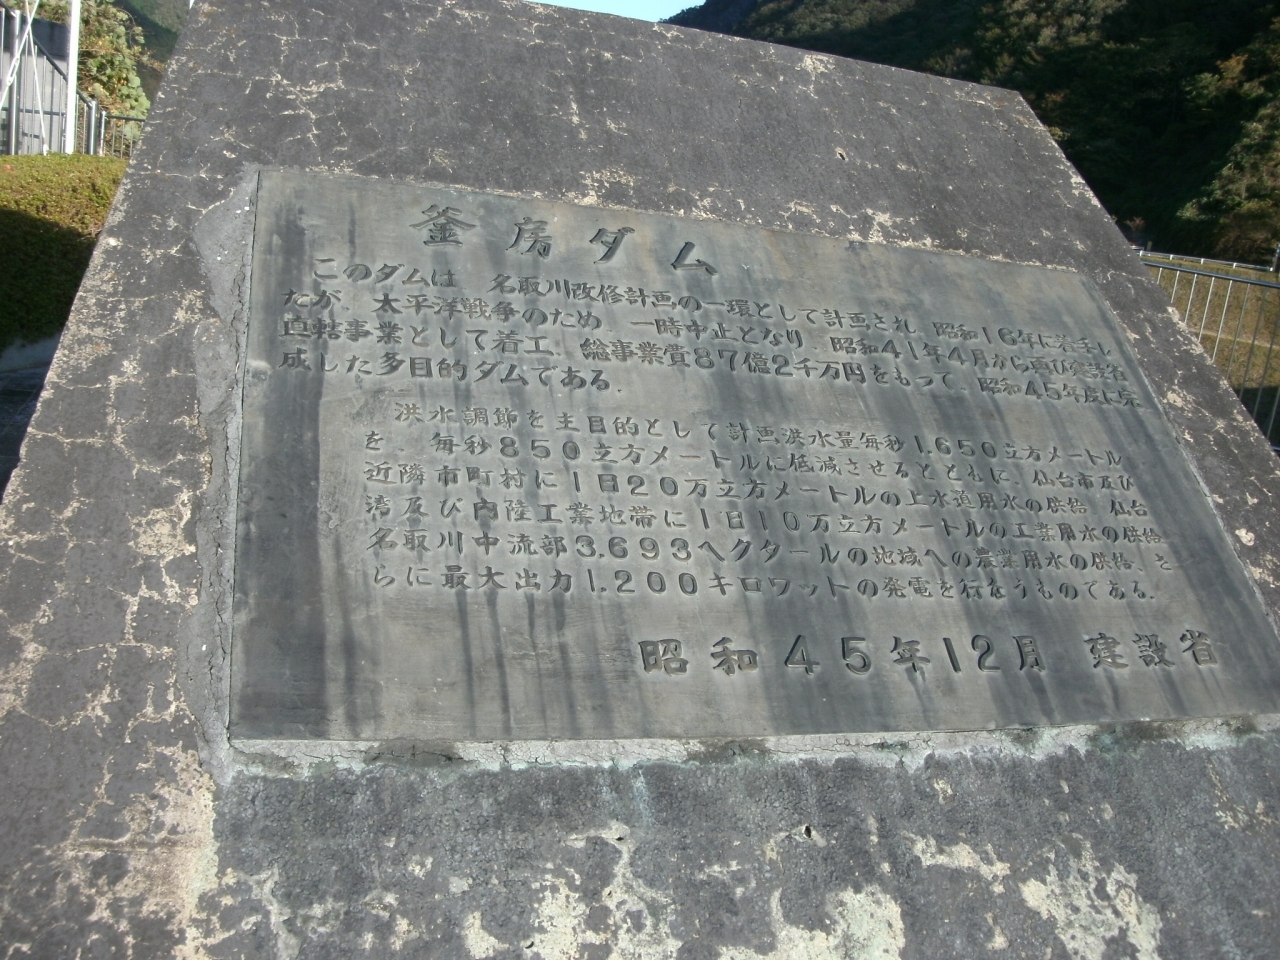 釜房ダム
このダムは、名取川改修計画の一環として計画され、昭和16年に着手し
たが、太平洋戦争のため、一時中止となり、昭和41年4月から再び建設省
直轄事業として着工、総事業費87億2千万円をもって、昭和45年度に完
成した多目的ダムである。
洪水調節を主目的として計画洪水量毎秒1.650立方メートル
を、毎秒850立方メートルに低減させるとともに、仙台市及び
近隣市町村に1日20万立方メートルの上水道用水の供給、仙台
湾及び内陸工業地帯に1日10万立方メートルの工業用水の供給、
名取川中流部3.693ヘクタールの地域への農業用水の供給、さ
らに最大出力1.200キロワットの発電を行なうものである。
昭和45年12月 建設省